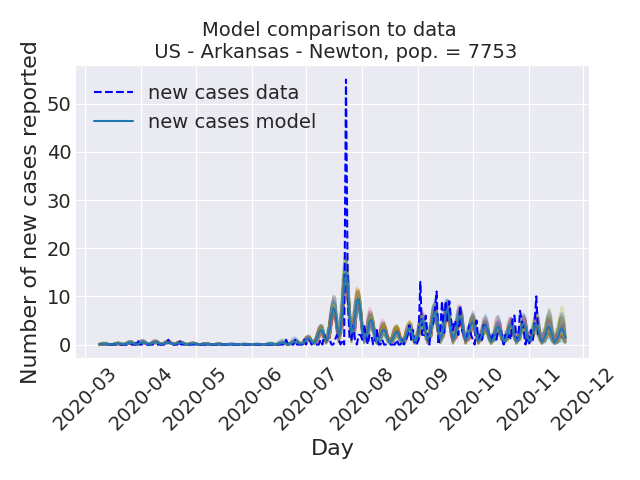 Model comparison to data
US - Arkansas - Newton, pop. = 7753
Number of new cases reported
new cases data
new cases model
50
40
30
20
10
0
2020-03
2020-04
2020-05
2020-06
2020-07
2020-08
2020-09
2020-10
2020-11
2020-12
Day